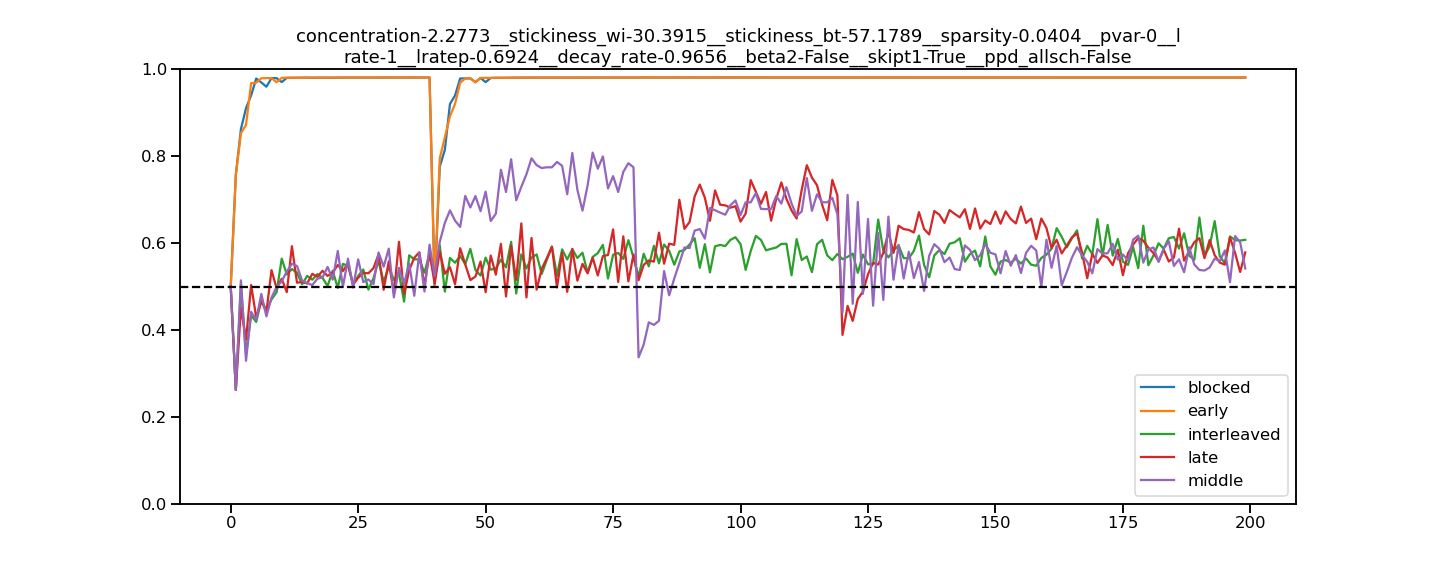 concentration-2.2773__stickiness_wi-30.3915__stickiness_bt-57.1789__sparsity-0.0404__pvar-0__l
rate-1__lratep-0.6924__decay_rate-0.9656__beta2-False__skipt1-True__ppd_allsch-False
1.0
0.8
0.6
0.4
0.2
0.0
0 25 50 75 100 125 150 175 200
blocked
early
interleaved
late
middle